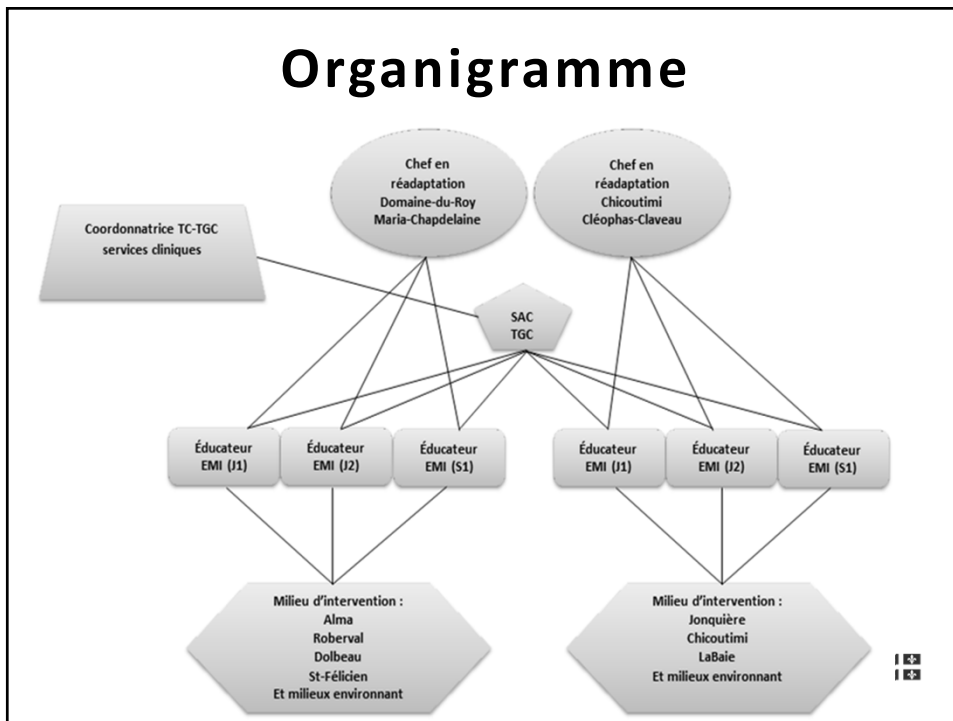 Organigramme
Chef en
réadaptation
Domaine-du-Roy
Maria-Chapdelaine
Chef en
réadaptation
Chicoutimi
Cléophas-Claveau
Coordonnatrice TC-TGC
services cliniques
SAC
TGC
Éducateur
EMI (J1)
Éducateur
EMI (J2)
Éducateur
EMI (S1)
Éducateur
EMI (J1)
Éducateur
EMI (J2)
Éducateur
EMI (S1)
Milieu d’intervention :
Alma
Roberval
Dolbeau
St-Félicien
Et milieux environnant
Milieu d’intervention :
Jonquière
Chicoutimi
LaBaie
Et milieux environnant